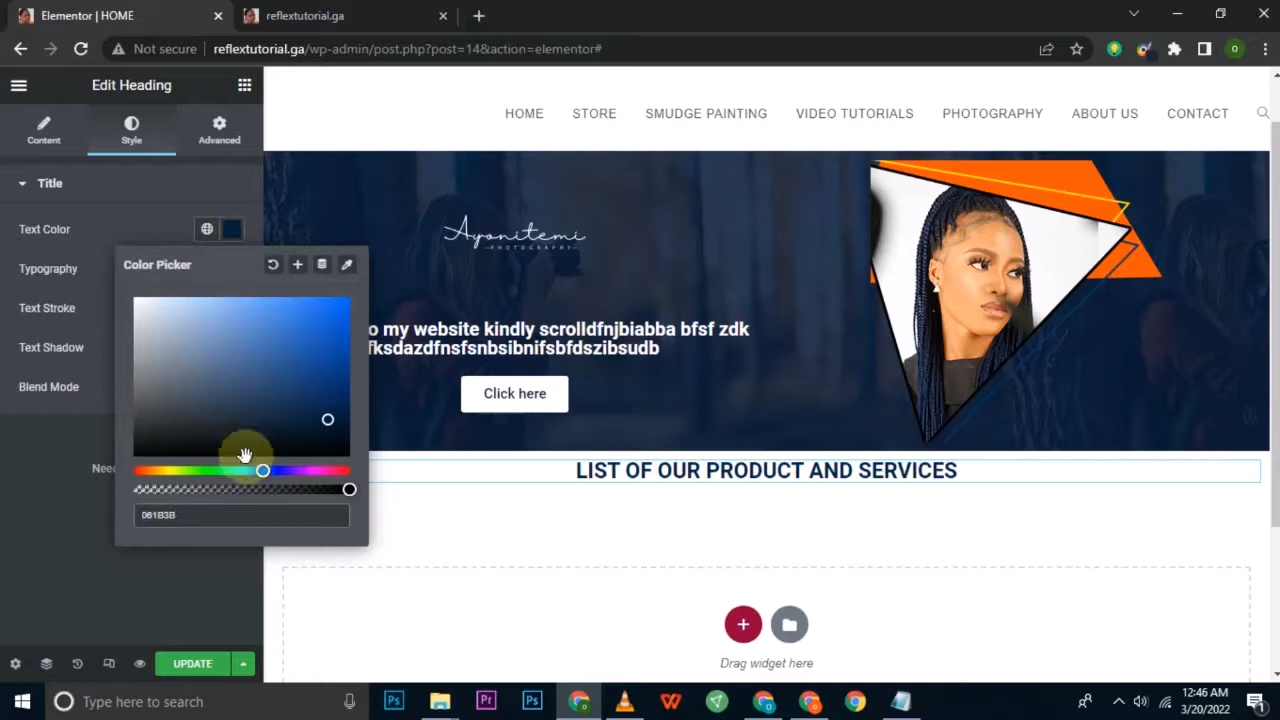 Elementor | HOME
reflextutorial.ga
Not secure
reflextutorial.ga/wp-admin/post.php?post=14&action=elementor#
Edit Heading
Content
Style
Advanced
Title
Text Color
Typography
Text Stroke
Text Shadow
Blend Mode
Nee
Color Picker
061B3B
UPDATE
HOME
STORE
SMUDGE PAINTING
VIDEO TUTORIALS
PHOTOGRAPHY
ABOUT US
CONTACT
Ayonitemi
PHOTOGRAPHY
o my website kindly scrolldfnjbiabba bfsf zdk
fksdazdfnsfsnbsibnifsbfdszibsudb
Click here
LIST OF OUR PRODUCT AND SERVICES
Drag widget here
Type here to search
12:46 AM
3/20/2022